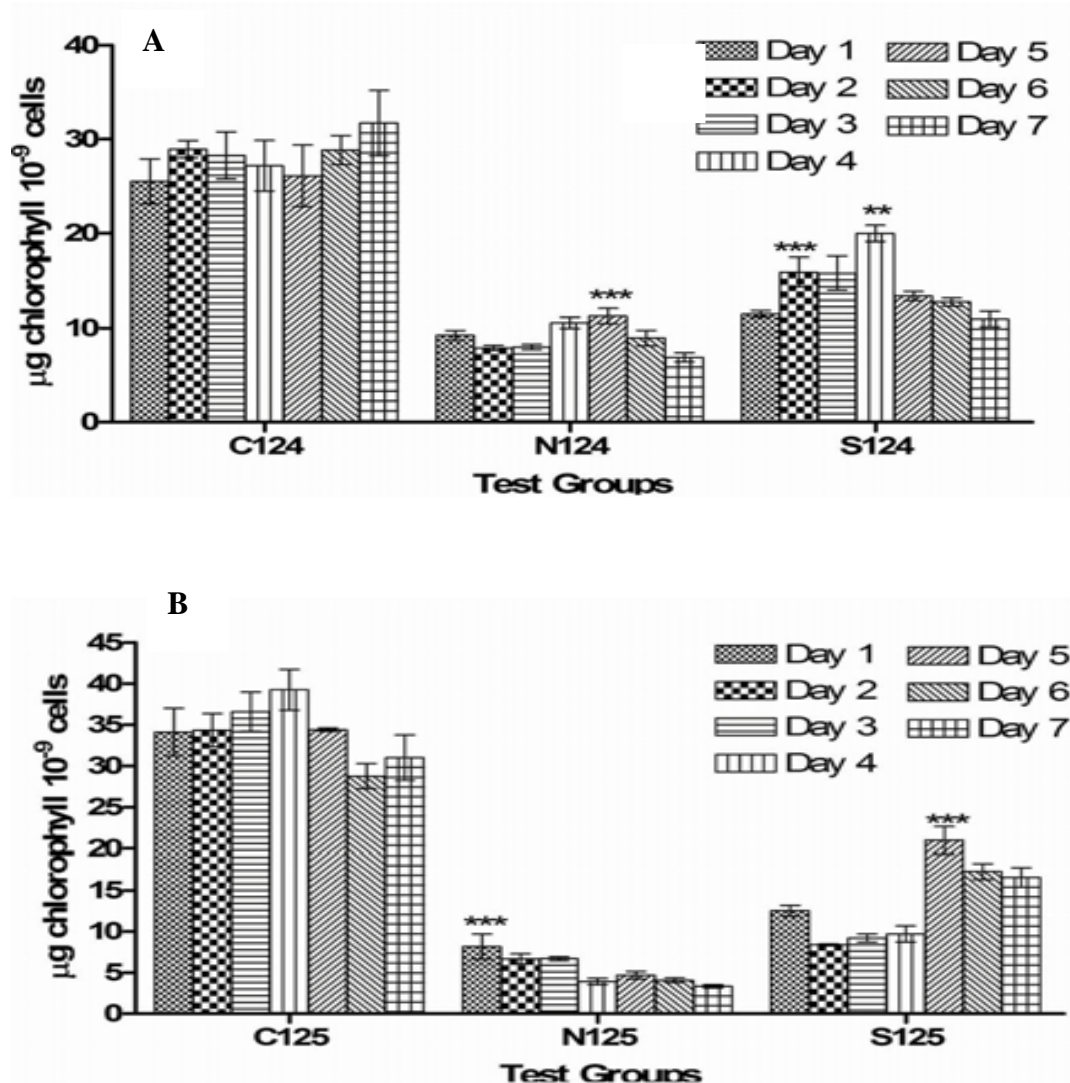 A
40
30
20
10
0
µg chlorophyll 10⁻⁹ cells
Day 1
Day 2
Day 3
Day 4
Day 5
Day 6
Day 7
***
***
**
C124 N124 S124
Test Groups
B
45
40
35
30
25
20
15
10
5
0
µg chlorophyll 10⁻⁹ cells
Day 1
Day 2
Day 3
Day 4
Day 5
Day 6
Day 7
***
***
C125 N125 S125
Test Groups